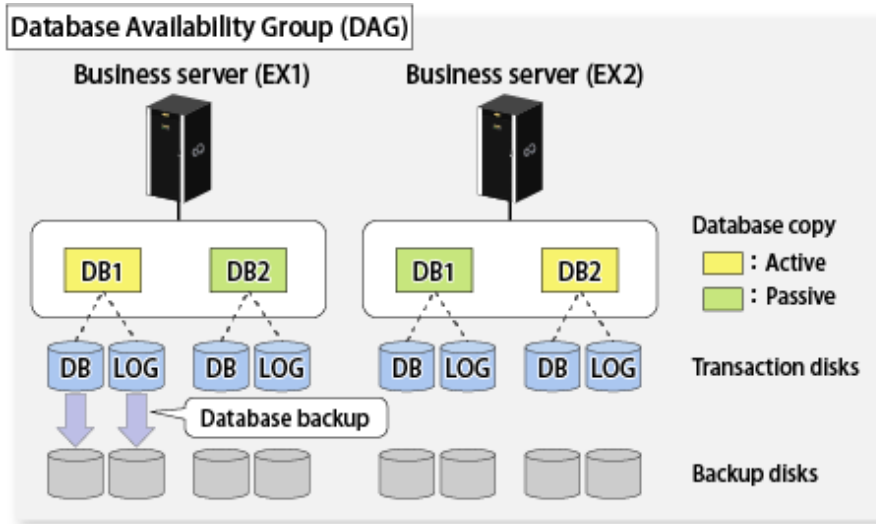 Database Availability Group (DAG)
Business server (EX1)
Business server (EX2)
DB1
DB2
DB1
DB2
Database copy
: Active
: Passive
DB
LOG
DB
LOG
DB
LOG
DB
LOG
Transaction disks
Database backup
Backup disks